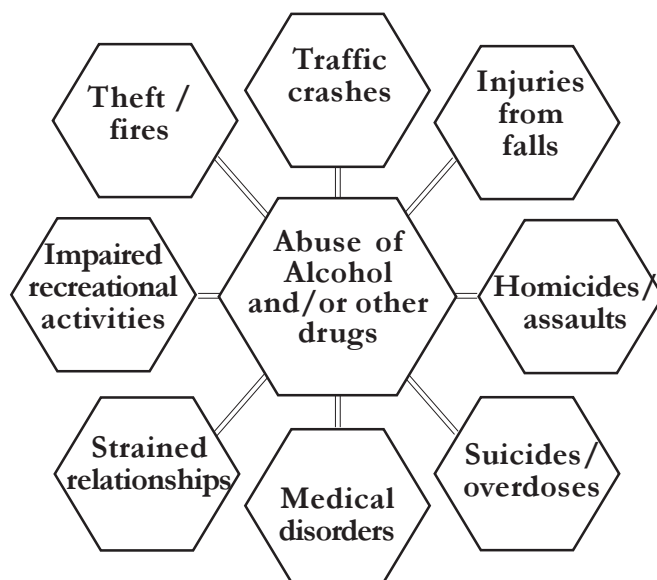 Traffic
crashes
Theft /
fires
Injuries
from
falls
Abuse of
Alcohol
and/or other
drugs
Impaired
recreational
activities
Homicides/
assaults
Strained
relationships
Medical
disorders
Suicides/
overdoses